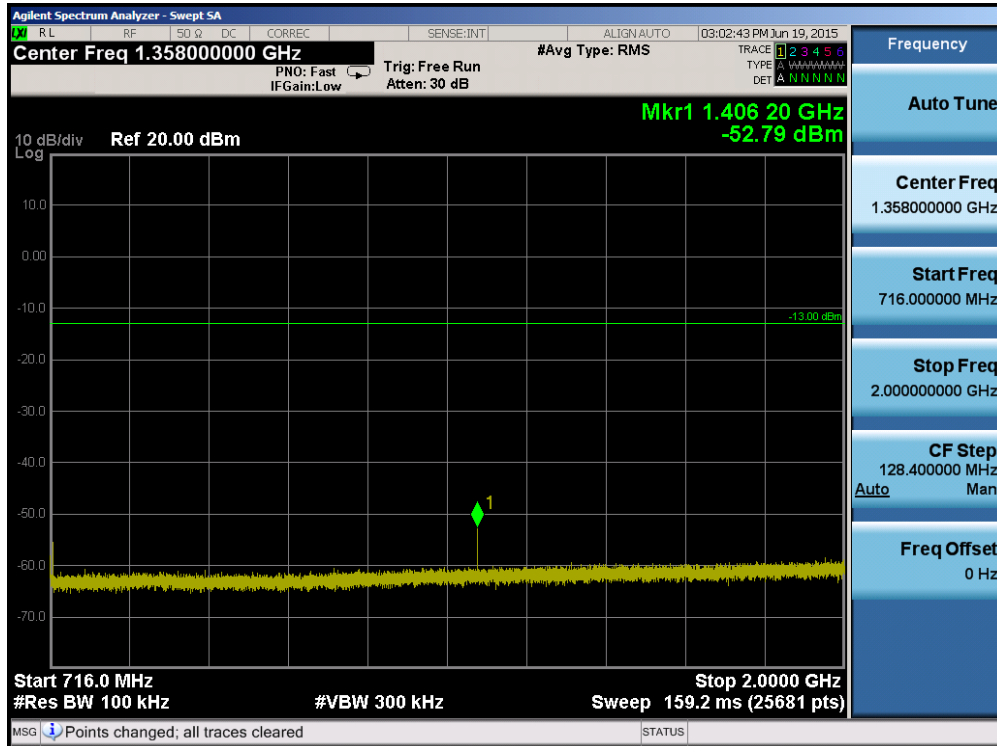 Agilent Spectrum Analyzer - Swept SA
LXI RL RF 50 Ω DC CORREC SENSE:INT ALIGN AUTO 03:02:43 PM Jun 19, 2015
Center Freq 1.358000000 GHz
PNO: Fast
IFGain:Low
Trig: Free Run
Atten: 30 dB
#Avg Type: RMS
TRACE 1 2 3 4 5 6
TYPE A WWWWW
DET A N N N N N
Mkr1 1.406 20 GHz
-52.79 dBm
10 dB/div Ref 20.00 dBm
Log
10.0
0.00
-10.0
-13.00 dBm
-20.0
-30.0
-40.0
-50.0
1
-60.0
-70.0
Start 716.0 MHz Stop 2.0000 GHz
#Res BW 100 kHz #VBW 300 kHz Sweep 159.2 ms (25681 pts)
MSG Points changed; all traces cleared STATUS
Frequency
Auto Tune
Center Freq
1.358000000 GHz
Start Freq
716.000000 MHz
Stop Freq
2.000000000 GHz
CF Step
128.400000 MHz
Auto Man
Freq Offset
0 Hz